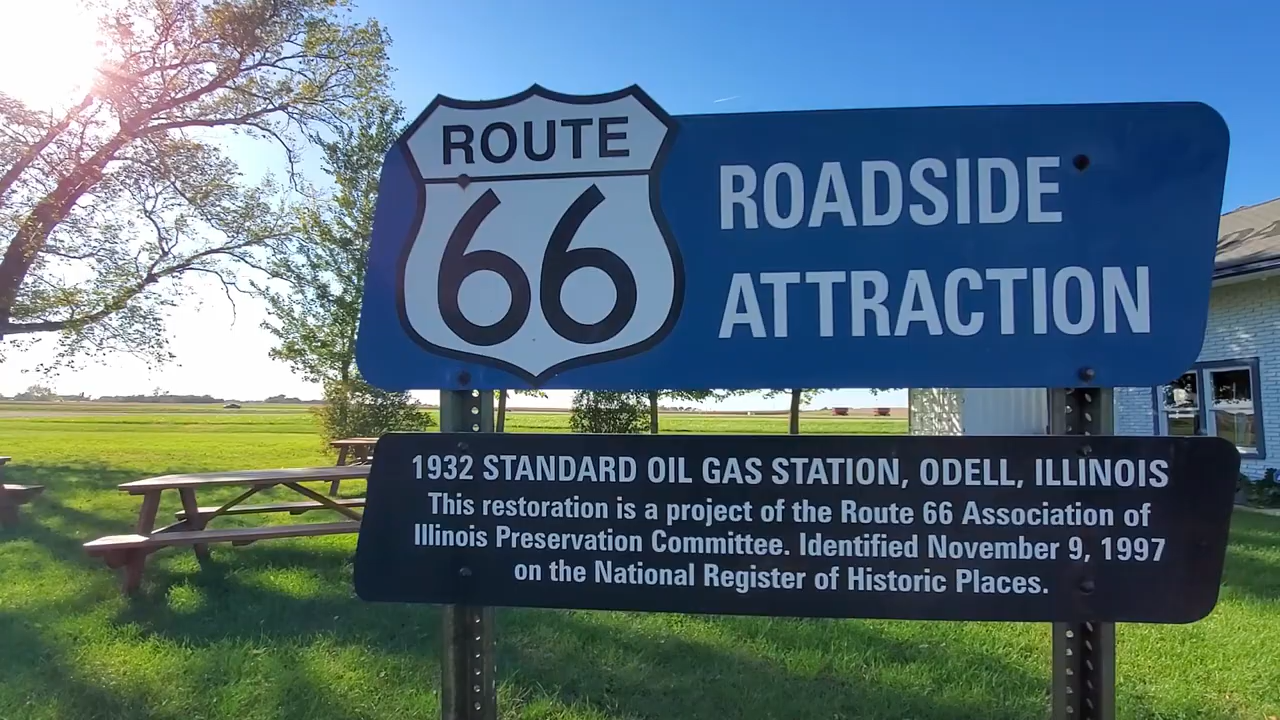 ROUTE
66
ROADSIDE
ATTRACTION
1932 STANDARD OIL GAS STATION, ODELL, ILLINOIS
This restoration is a project of the Route 66 Association of
Illinois Preservation Committee. Identified November 9, 1997
on the National Register of Historic Places.